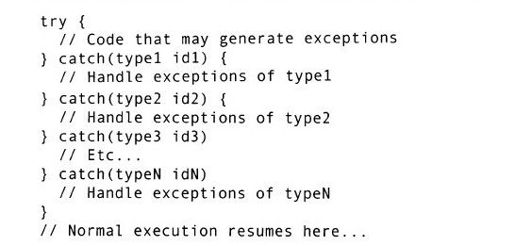 try {
  // Code that may generate exceptions
} catch(type1 id1) {
  // Handle exceptions of type1
} catch(type2 id2) {
  // Handle exceptions of type2
} catch(type3 id3)
  // Etc...
} catch(typeN idN)
  // Handle exceptions of typeN
}
// Normal execution resumes here...